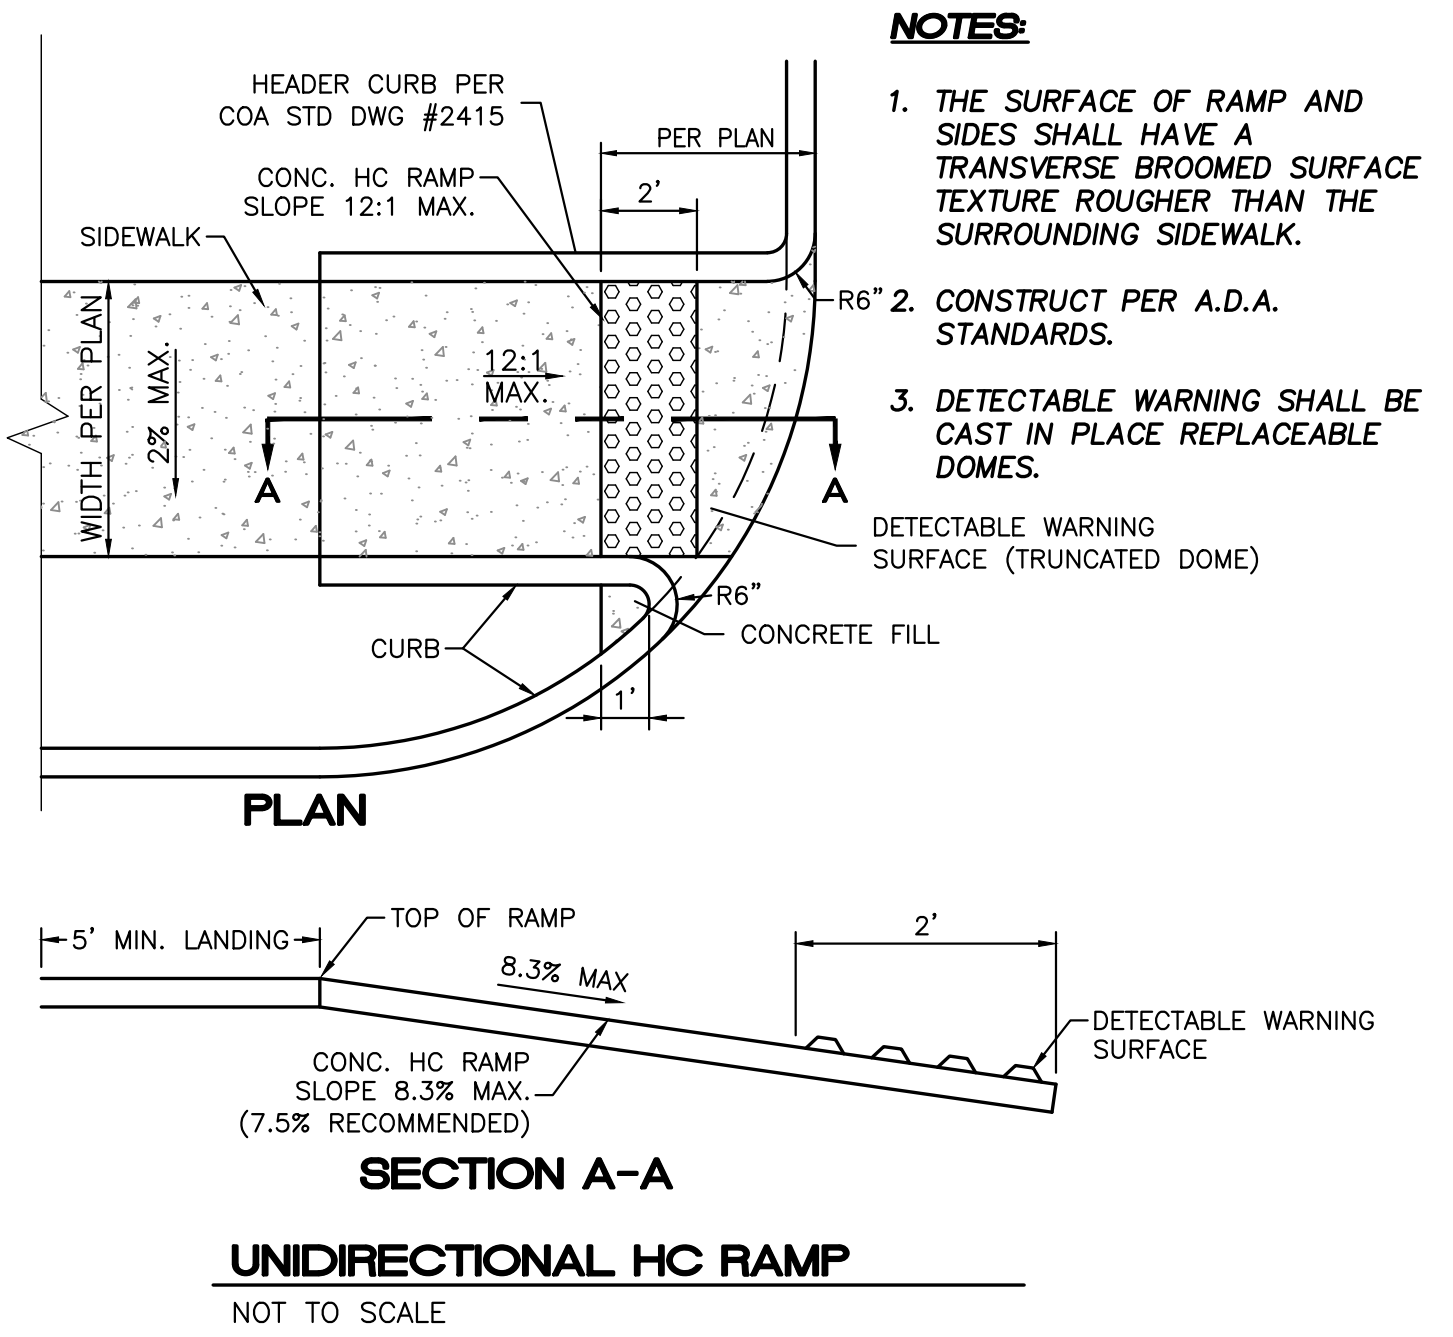 NOTES:
1. THE SURFACE OF RAMP AND
SIDES SHALL HAVE A
TRANSVERSE BROOMED SURFACE
TEXTURE ROUGHER THAN THE
SURROUNDING SIDEWALK.
2. CONSTRUCT PER A.D.A.
STANDARDS.
3. DETECTABLE WARNING SHALL BE
CAST IN PLACE REPLACEABLE
DOMES.
HEADER CURB PER
COA STD DWG #2415
PER PLAN
CONC. HC RAMP
SLOPE 12:1 MAX.
2'
SIDEWALK
R6"
WIDTH PER PLAN
2% MAX.
12:1
MAX.
A
A
DETECTABLE WARNING
SURFACE (TRUNCATED DOME)
R6"
CONCRETE FILL
CURB
1'
PLAN
TOP OF RAMP
5' MIN. LANDING
2'
8.3% MAX
DETECTABLE WARNING
SURFACE
CONC. HC RAMP
SLOPE 8.3% MAX.
(7.5% RECOMMENDED)
SECTION A-A
UNIDIRECTIONAL HC RAMP
NOT TO SCALE